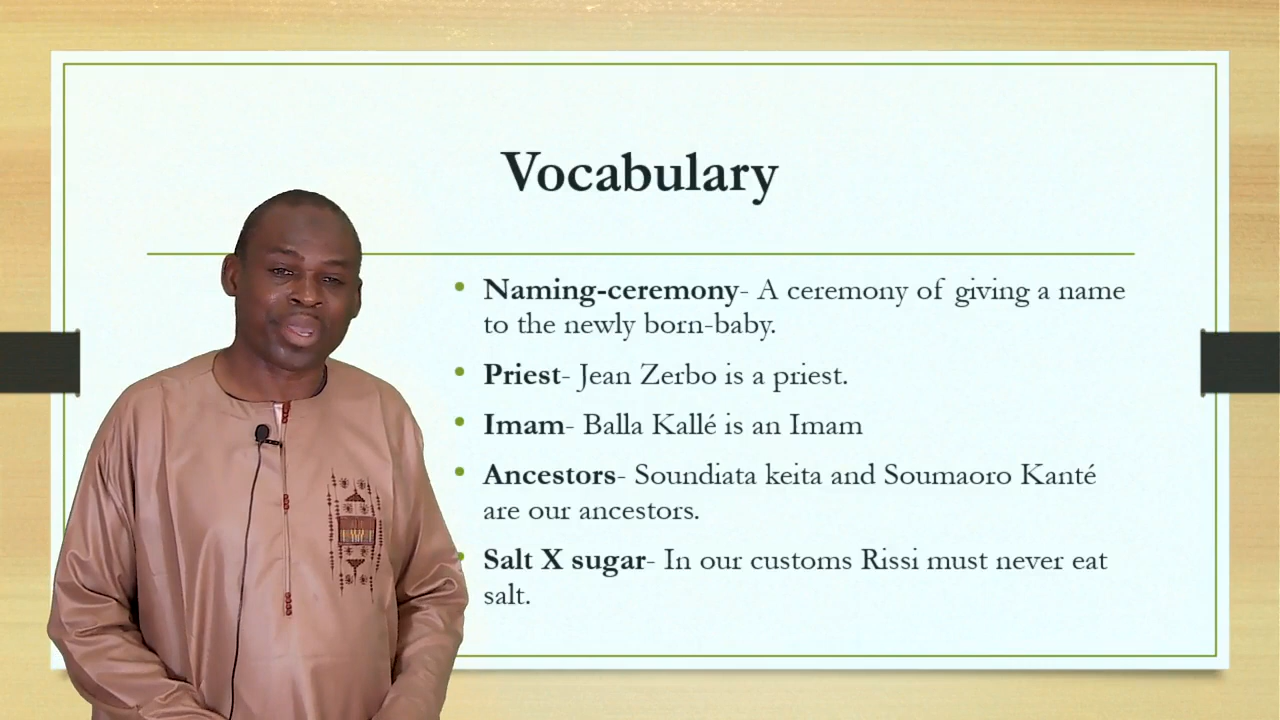 Vocabulary
Naming-ceremony- A ceremony of giving a name
to the newly born-baby.
Priest- Jean Zerbo is a priest.
Imam- Balla Kallé is an Imam
Ancestors- Soundiata keita and Soumaoro Kanté
are our ancestors.
Salt X sugar- In our customs Rissi must never eat
salt.